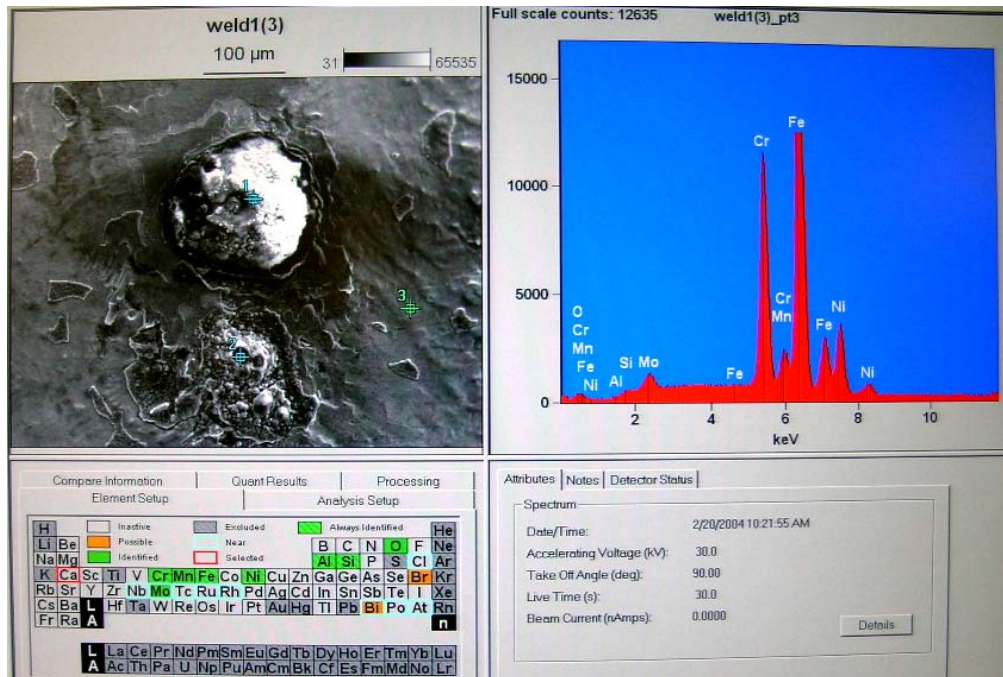 weld1(3)
100 µm
31
65535
1
2
3
Full scale counts: 12635 weld1(3)_pt3
15000
10000
5000
0
O
Cr
Mn
Fe
Ni
Al
Si Mo
Fe
Cr
Cr
Mn
Fe
Fe
Ni
Ni
2 4 6 8 10
keV
Compare Information Quant Results Processing
Element Setup Analysis Setup
Inactive Excluded Always Identified
Possible Near
Identified Selected
H He
Li Be B C N O F Ne
Na Mg Al Si P S Cl Ar
K Ca Sc Ti V Cr Mn Fe Co Ni Cu Zn Ga Ge As Se Br Kr
Rb Sr Y Zr Nb Mo Tc Ru Rh Pd Ag Cd In Sn Sb Te I Xe
Cs Ba L Hf Ta W Re Os Ir Pt Au Hg Tl Pb Bi Po At Rn
Fr Ra A n
L La Ce Pr Nd Pm Sm Eu Gd Tb Dy Ho Er Tm Yb Lu
A Ac Th Pa U Np Pu Am Cm Bk Cf Es Fm Md No Lr
Attributes Notes Detector Status
Spectrum
Date/Time: 2/20/2004 10:21:55 AM
Accelerating Voltage (kV): 30.0
Take Off Angle (deg): 90.00
Live Time (s): 30.0
Beam Current (nAmps): 0.0000
Details